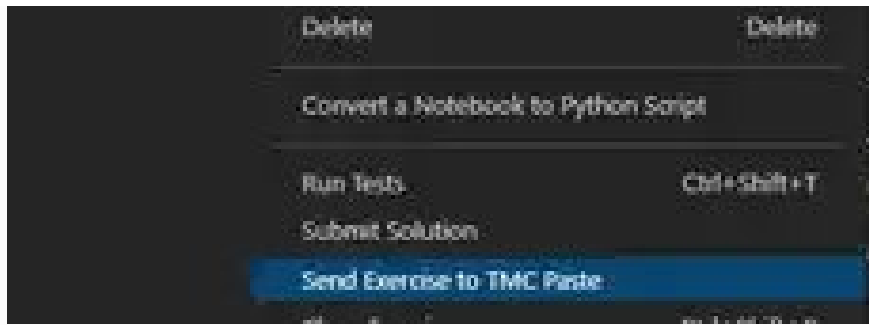 Delete Delete
Convert a Notebook to Python Script
Run Tests Ctrl+Shift+T
Submit Solution
Send Exercise to TMC Paste